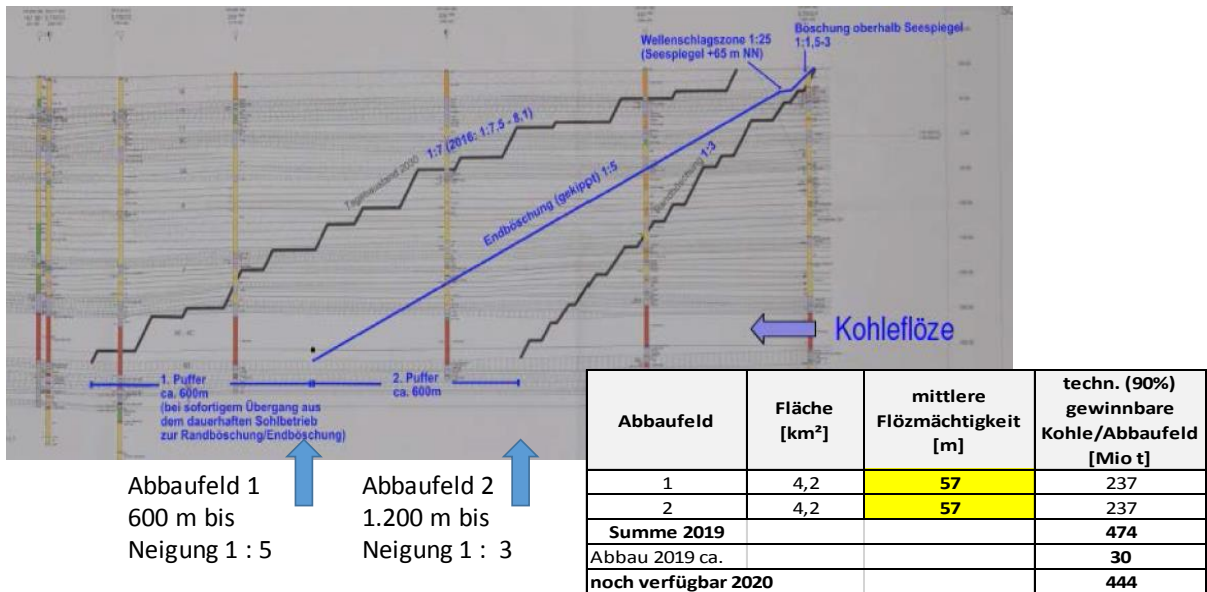 Wellenschlagszone 1:25
(Seespiegel +65 m NN)
Böschung oberhalb Seespiegel
1:1,5-3
Tagebaustand 2030
1:7 (2016: 1:7,5 - 8,1)
Endböschung (gekippt) 1:5
Randböschung 1:3
Kohleflöze
1. Puffer
ca. 600m
(bei sofortigem Übergang aus
dem dauerhaften Sohlbetrieb
zur Randböschung/Endböschung)
2. Puffer
ca. 600m
Abbaufeld 1
600 m bis
Neigung 1 : 5
Abbaufeld 2
1.200 m bis
Neigung 1 : 3
Abbaufeld
Fläche
[km²]
mittlere
Flözmächtigkeit
[m]
techn. (90%)
gewinnbare
Kohle/Abbaufeld
[Mio t]
1 4,2 57 237
2 4,2 57 237
Summe 2019 474
Abbau 2019 ca. 30
noch verfügbar 2020 444